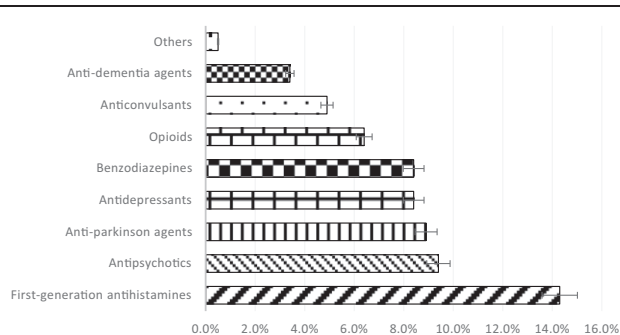 Others
Anti-dementia agents
Anticonvulsants
Opioids
Benzodiazepines
Antidepressants
Anti-parkinson agents
Antipsychotics
First-generation antihistamines
0.0% 2.0% 4.0% 6.0% 8.0% 10.0% 12.0% 14.0% 16.0%